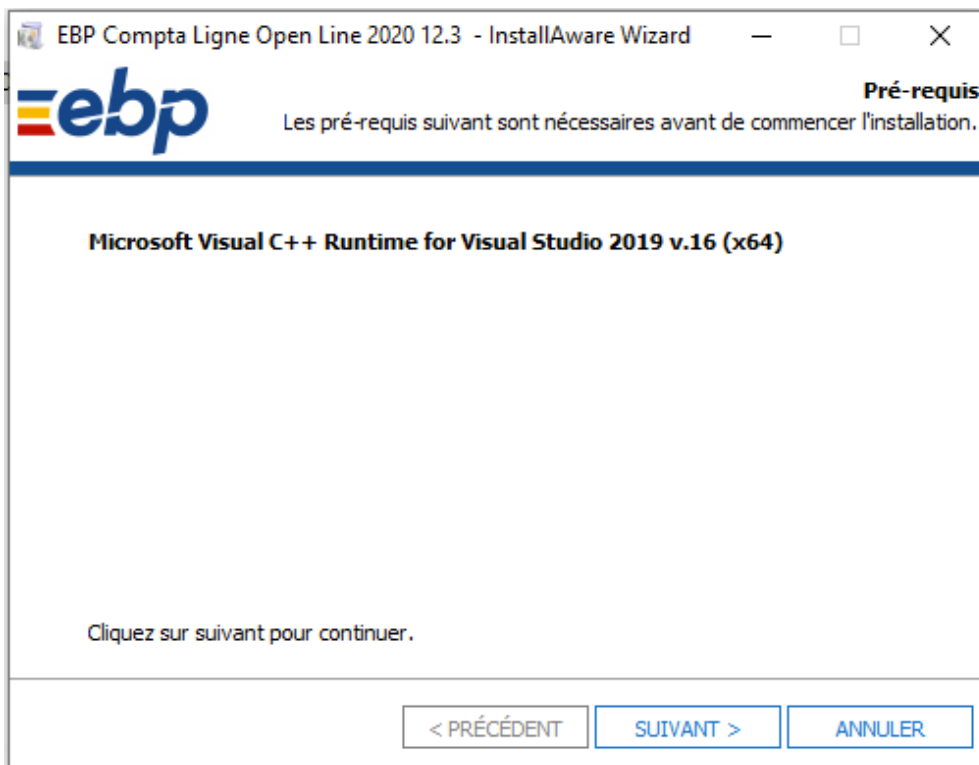 EBP Compta Ligne Open Line 2020 12.3 - InstallAware Wizard
ebp
Pré-requis
Les pré-requis suivant sont nécessaires avant de commencer l'installation.
Microsoft Visual C++ Runtime for Visual Studio 2019 v.16 (x64)
Cliquez sur suivant pour continuer.
< PRÉCÉDENT SUIVANT > ANNULER